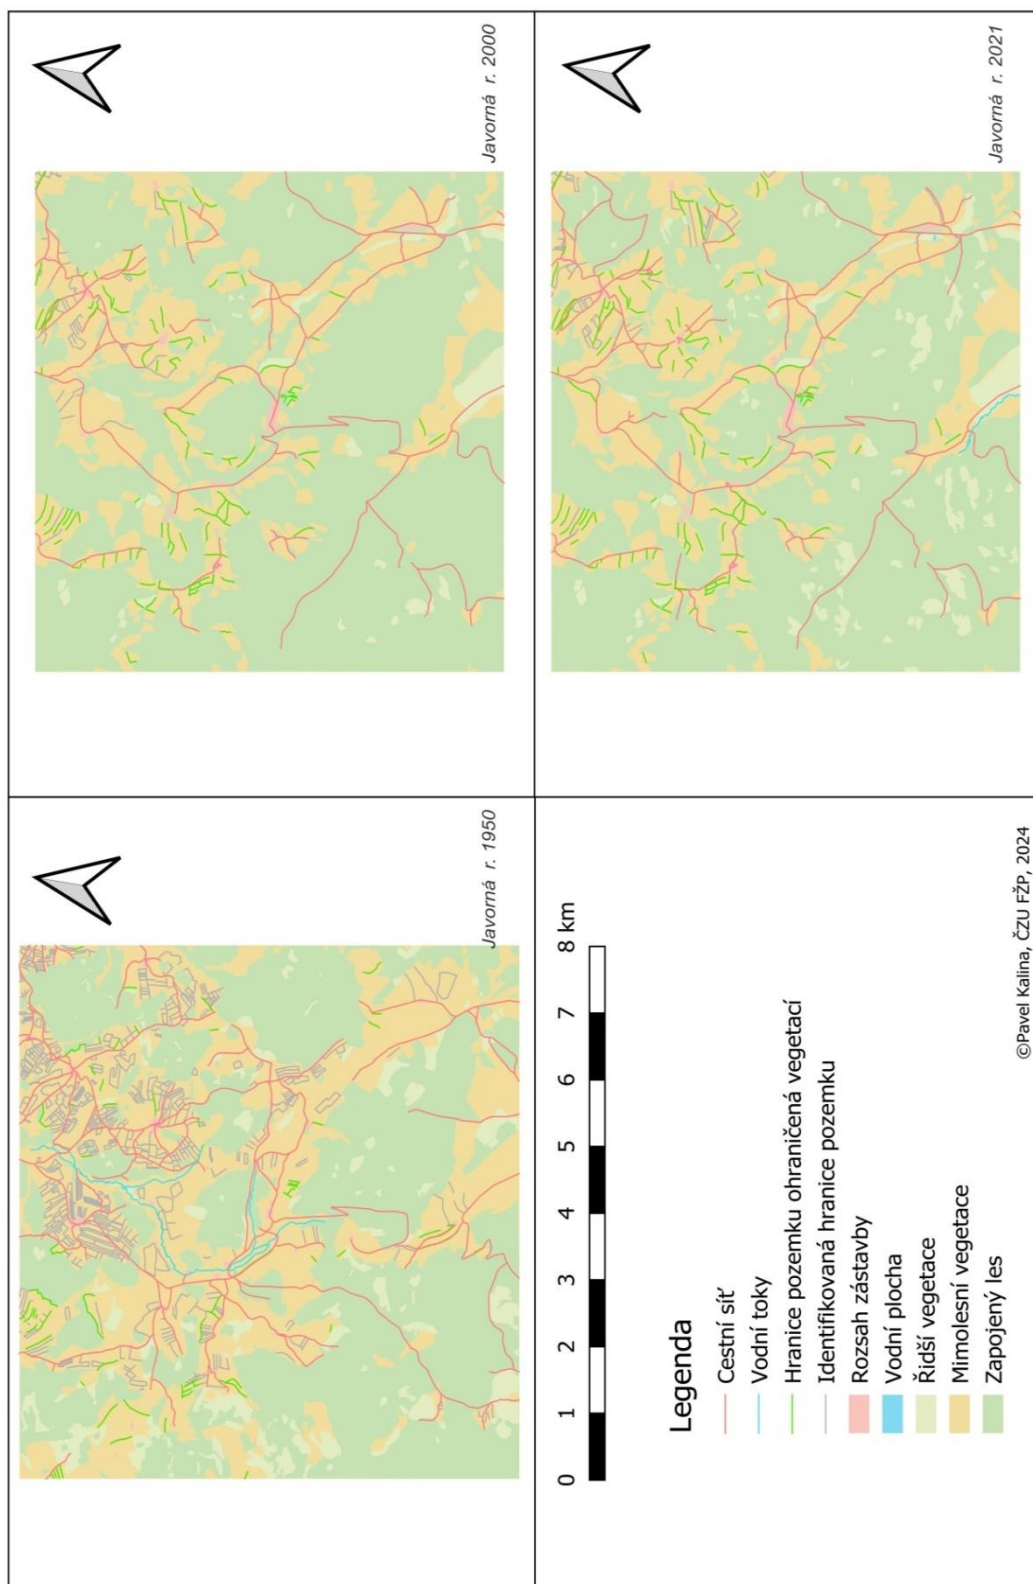 Javorná r. 1950
Javorná r. 2000
Javorná r. 2021
0 1 2 3 4 5 6 7 8 km
Legenda
Cestní síť
Vodní toky
Hranice pozemku ohraničená vegetací
Identifikovaná hranice pozemku
Rozsah zástavby
Vodní plocha
Řidší vegetace
Mimolesní vegetace
Zapojený les
©Pavel Kalina, ČZU FŽP, 2024